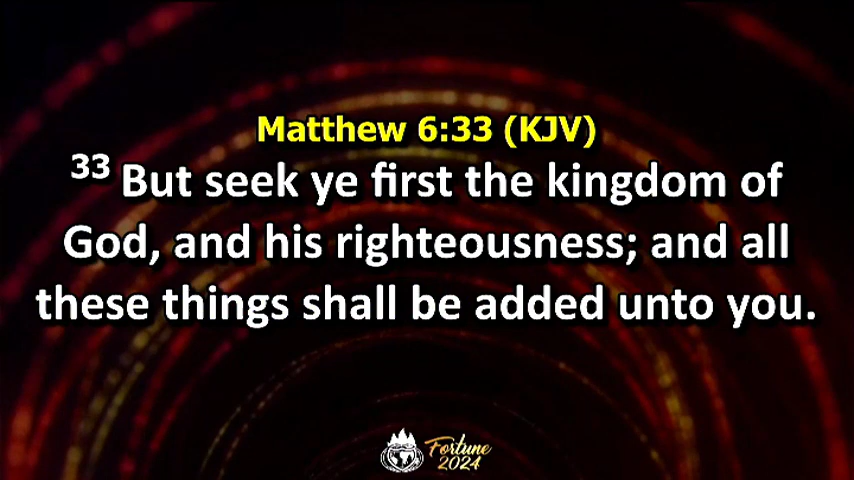 Matthew 6:33 (KJV)
33 But seek ye first the kingdom of
God, and his righteousness; and all
these things shall be added unto you.
Fortune
2024